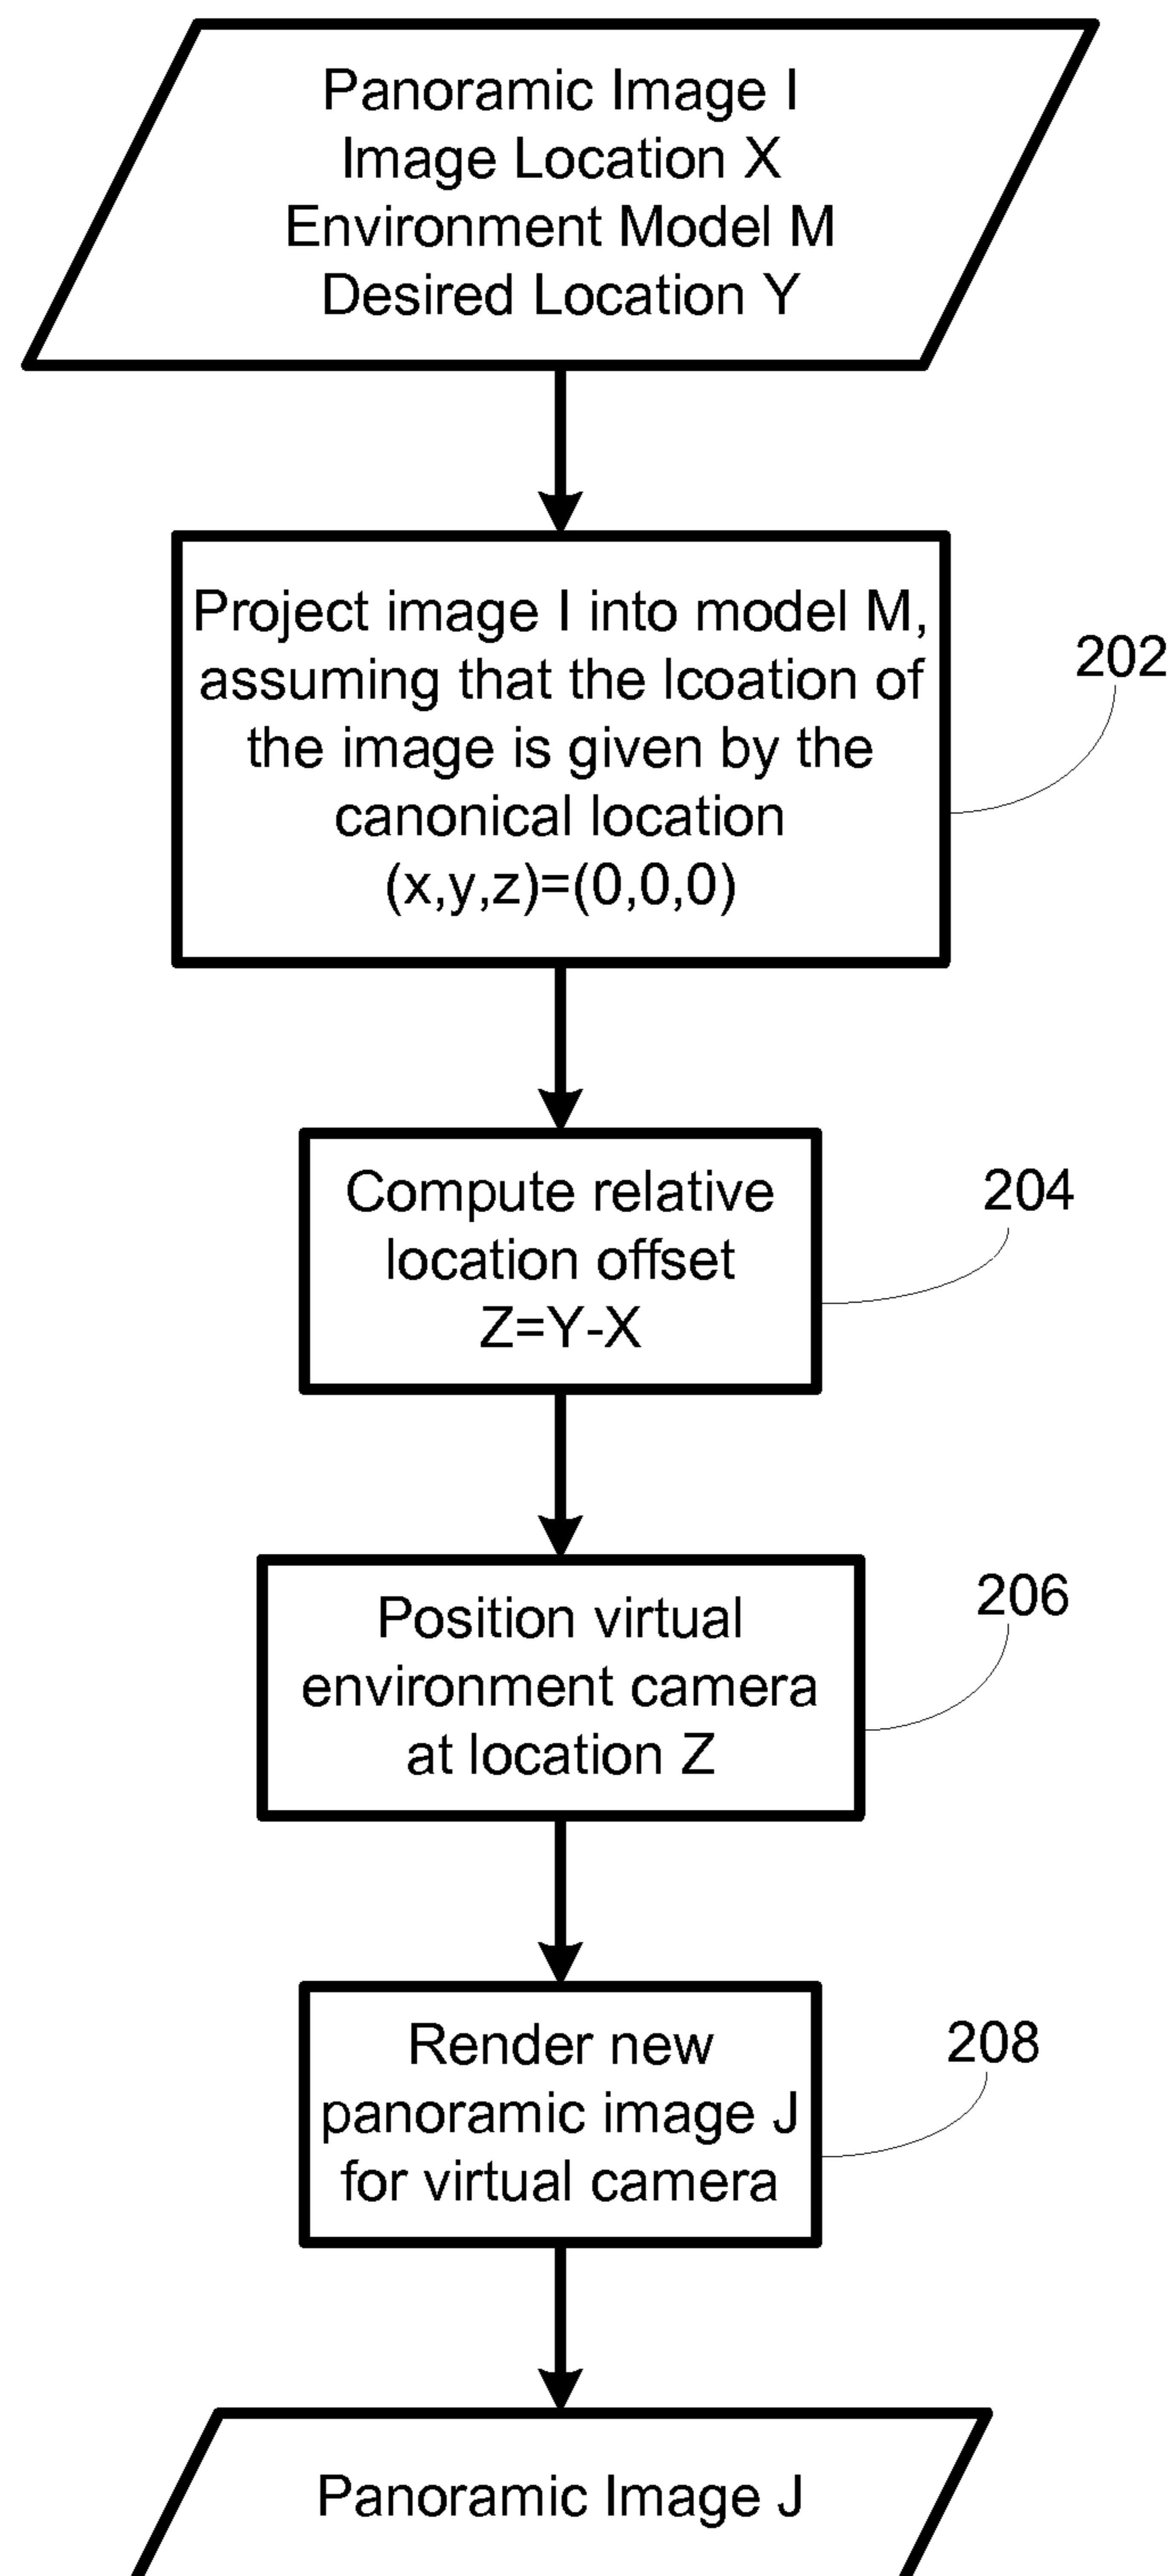 Panoramic Image I
Image Location X
Environment Model M
Desired Location Y
Project image I into model M,
assuming that the lcoation of
the image is given by the
canonical location
(x,y,z)=(0,0,0)
202
Compute relative
location offset
Z=Y-X
204
Position virtual
environment camera
at location Z
206
Render new
panoramic image J
for virtual camera
208
Panoramic Image J